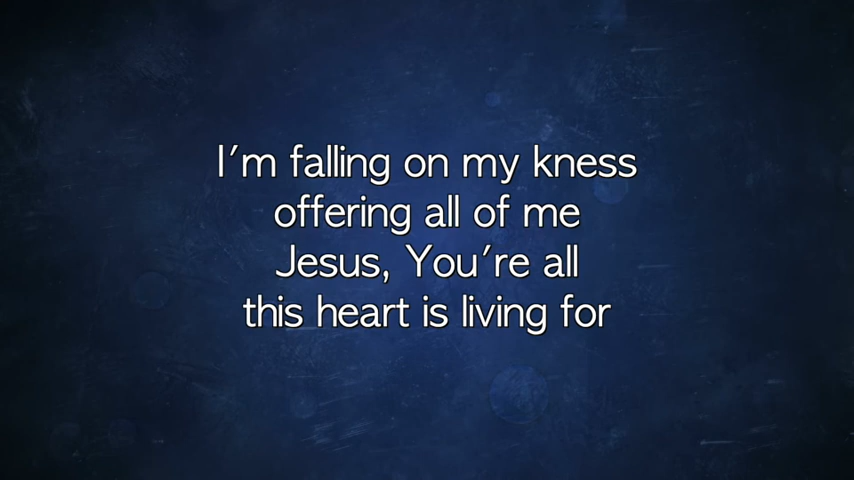 I'm falling on my kness
offering all of me
Jesus, You're all
this heart is living for